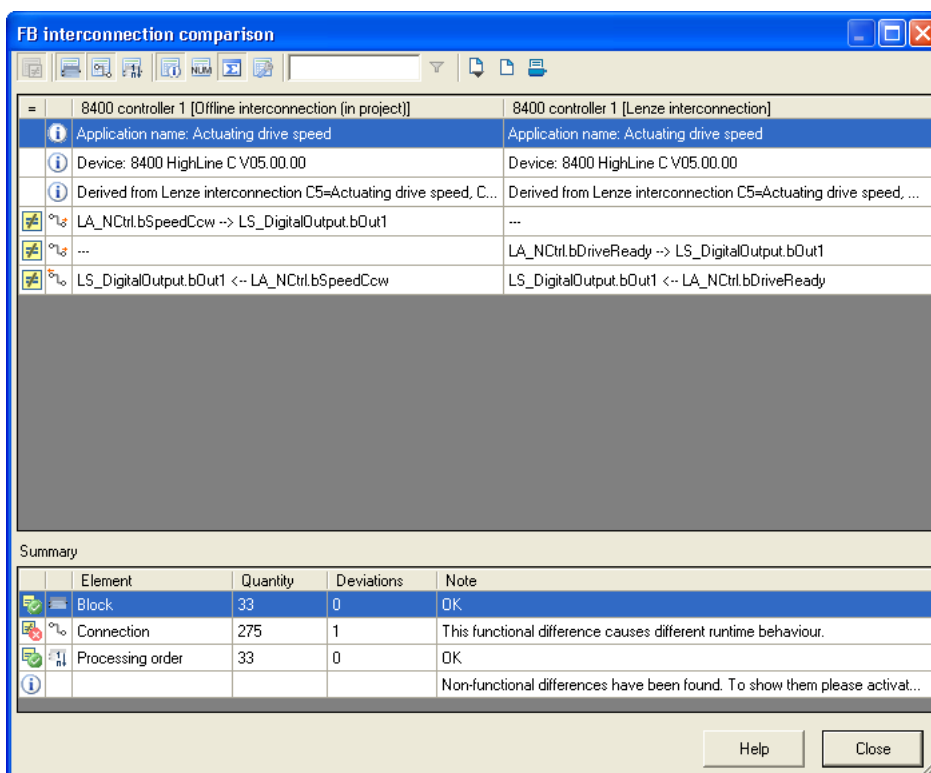 FB interconnection comparison
NUM
= 8400 controller 1 [Offline interconnection (in project)] 8400 controller 1 [Lenze interconnection]
Application name: Actuating drive speed Application name: Actuating drive speed
Device: 8400 HighLine C V05.00.00 Device: 8400 HighLine C V05.00.00
Derived from Lenze interconnection C5=Actuating drive speed, C... Derived from Lenze interconnection C5=Actuating drive speed, ...
LA_NCtrl.bSpeedCcw --> LS_DigitalOutput.bOut1 ---
--- LA_NCtrl.bDriveReady --> LS_DigitalOutput.bOut1
LS_DigitalOutput.bOut1 <-- LA_NCtrl.bSpeedCcw LS_DigitalOutput.bOut1 <-- LA_NCtrl.bDriveReady
Summary
Element Quantity Deviations Note
Block 33 0 OK
Connection 275 1 This functional difference causes different runtime behaviour.
Processing order 33 0 OK
Non-functional differences have been found. To show them please activat...
Help Close